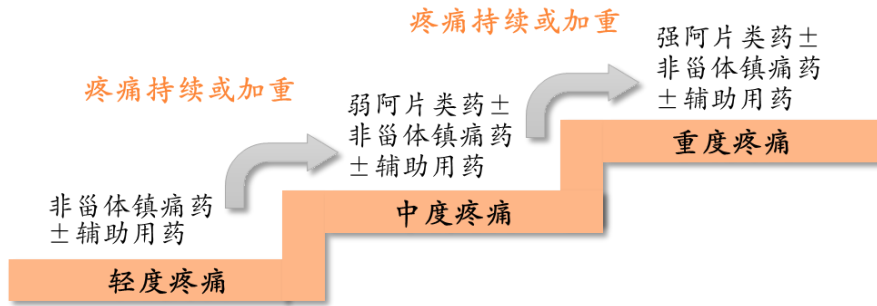 疼痛持续或加重
强阿片类药±
非甾体镇痛药
±辅助用药
重度疼痛
疼痛持续或加重
弱阿片类药±
非甾体镇痛药
±辅助用药
中度疼痛
非甾体镇痛药
±辅助用药
轻度疼痛